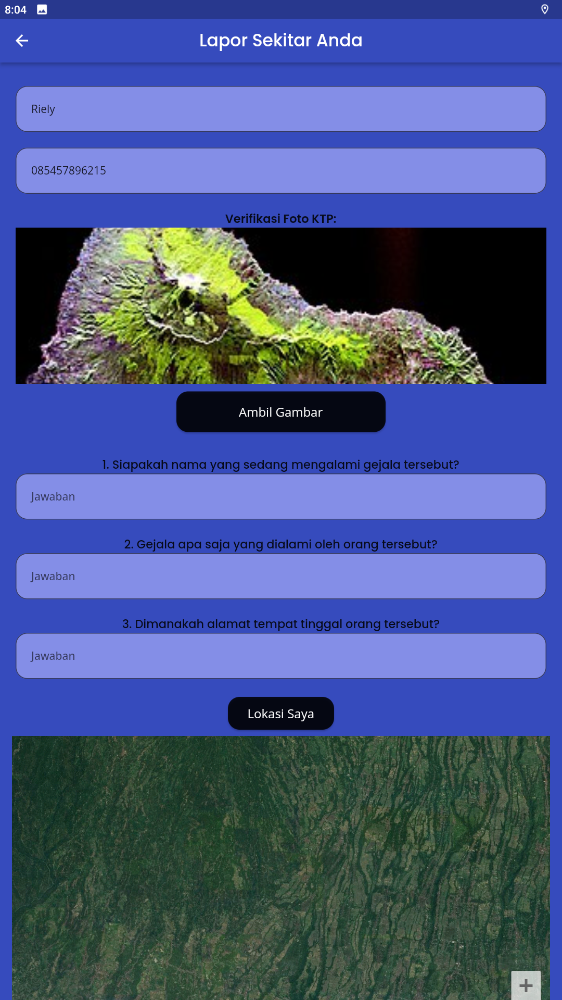 8:04
Lapor Sekitar Anda
Riely
085457896215
Verifikasi Foto KTP:
Ambil Gambar
1. Siapakah nama yang sedang mengalami gejala tersebut?
Jawaban
2. Gejala apa saja yang dialami oleh orang tersebut?
Jawaban
3. Dimanakah alamat tempat tinggal orang tersebut?
Jawaban
Lokasi Saya
+